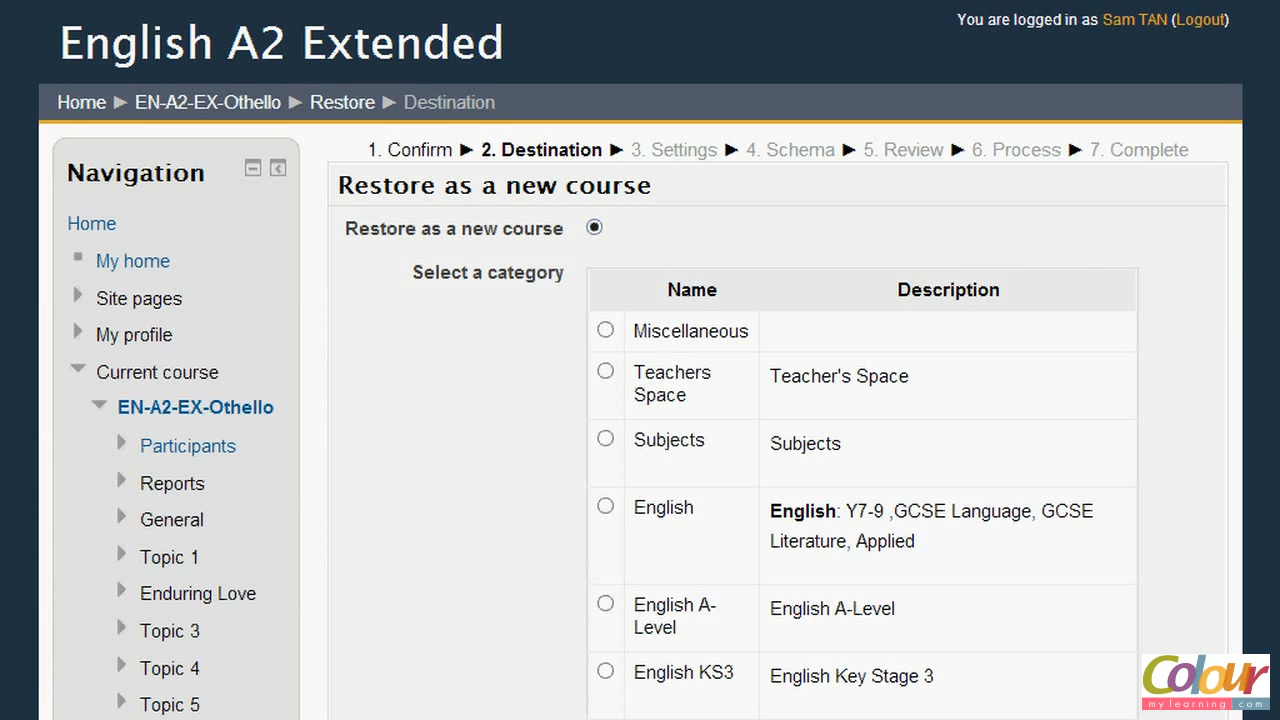 You are logged in as Sam TAN (Logout)
English A2 Extended
Home ► EN-A2-EX-Othello ► Restore ► Destination
Navigation
Home
My home
Site pages
My profile
Current course
EN-A2-EX-Othello
Participants
Reports
General
Topic 1
Enduring Love
Topic 3
Topic 4
Topic 5
1. Confirm ► 2. Destination ► 3. Settings ► 4. Schema ► 5. Review ► 6. Process ► 7. Complete
Restore as a new course
Restore as a new course
Select a category
Name Description
Miscellaneous
Teachers
Space
Teacher's Space
Subjects Subjects
English
English: Y7-9 ,GCSE Language, GCSE
Literature, Applied
English A-
Level
English A-Level
English KS3 English Key Stage 3
Colour
my learning . com